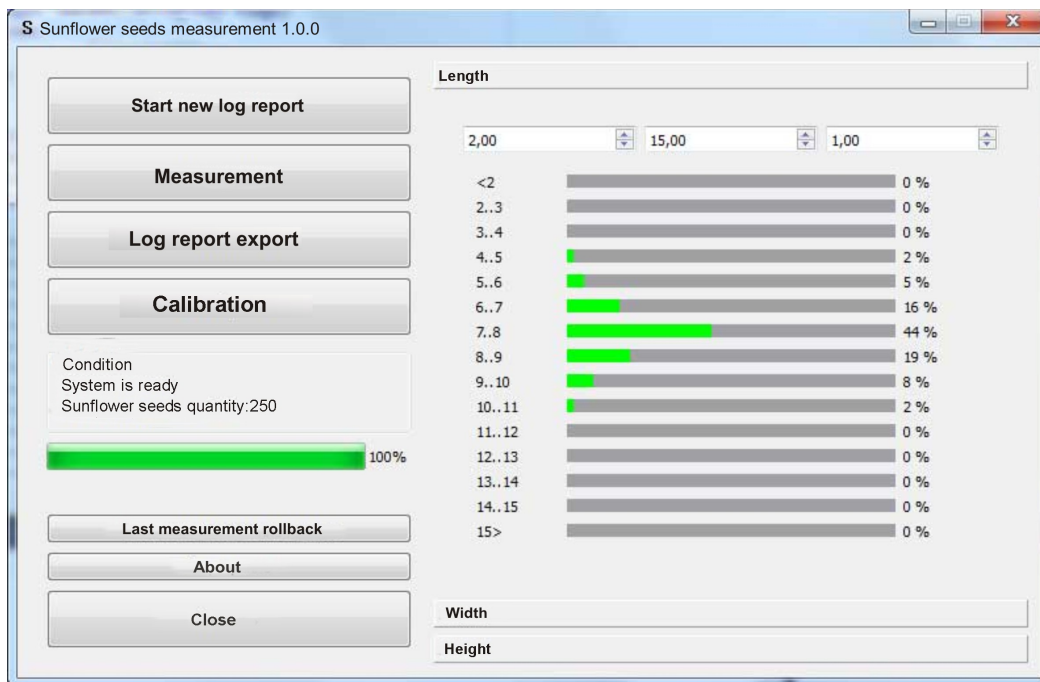 S Sunflower seeds measurement 1.0.0
Start new log report
Measurement
Log report export
Calibration
Condition
System is ready
Sunflower seeds quantity:250
100%
Last measurement rollback
About
Close
Length
2,00 15,00 1,00
<2 0 %
2..3 0 %
3..4 0 %
4..5 2 %
5..6 5 %
6..7 16 %
7..8 44 %
8..9 19 %
9..10 8 %
10..11 2 %
11..12 0 %
12..13 0 %
13..14 0 %
14..15 0 %
15> 0 %
Width
Height